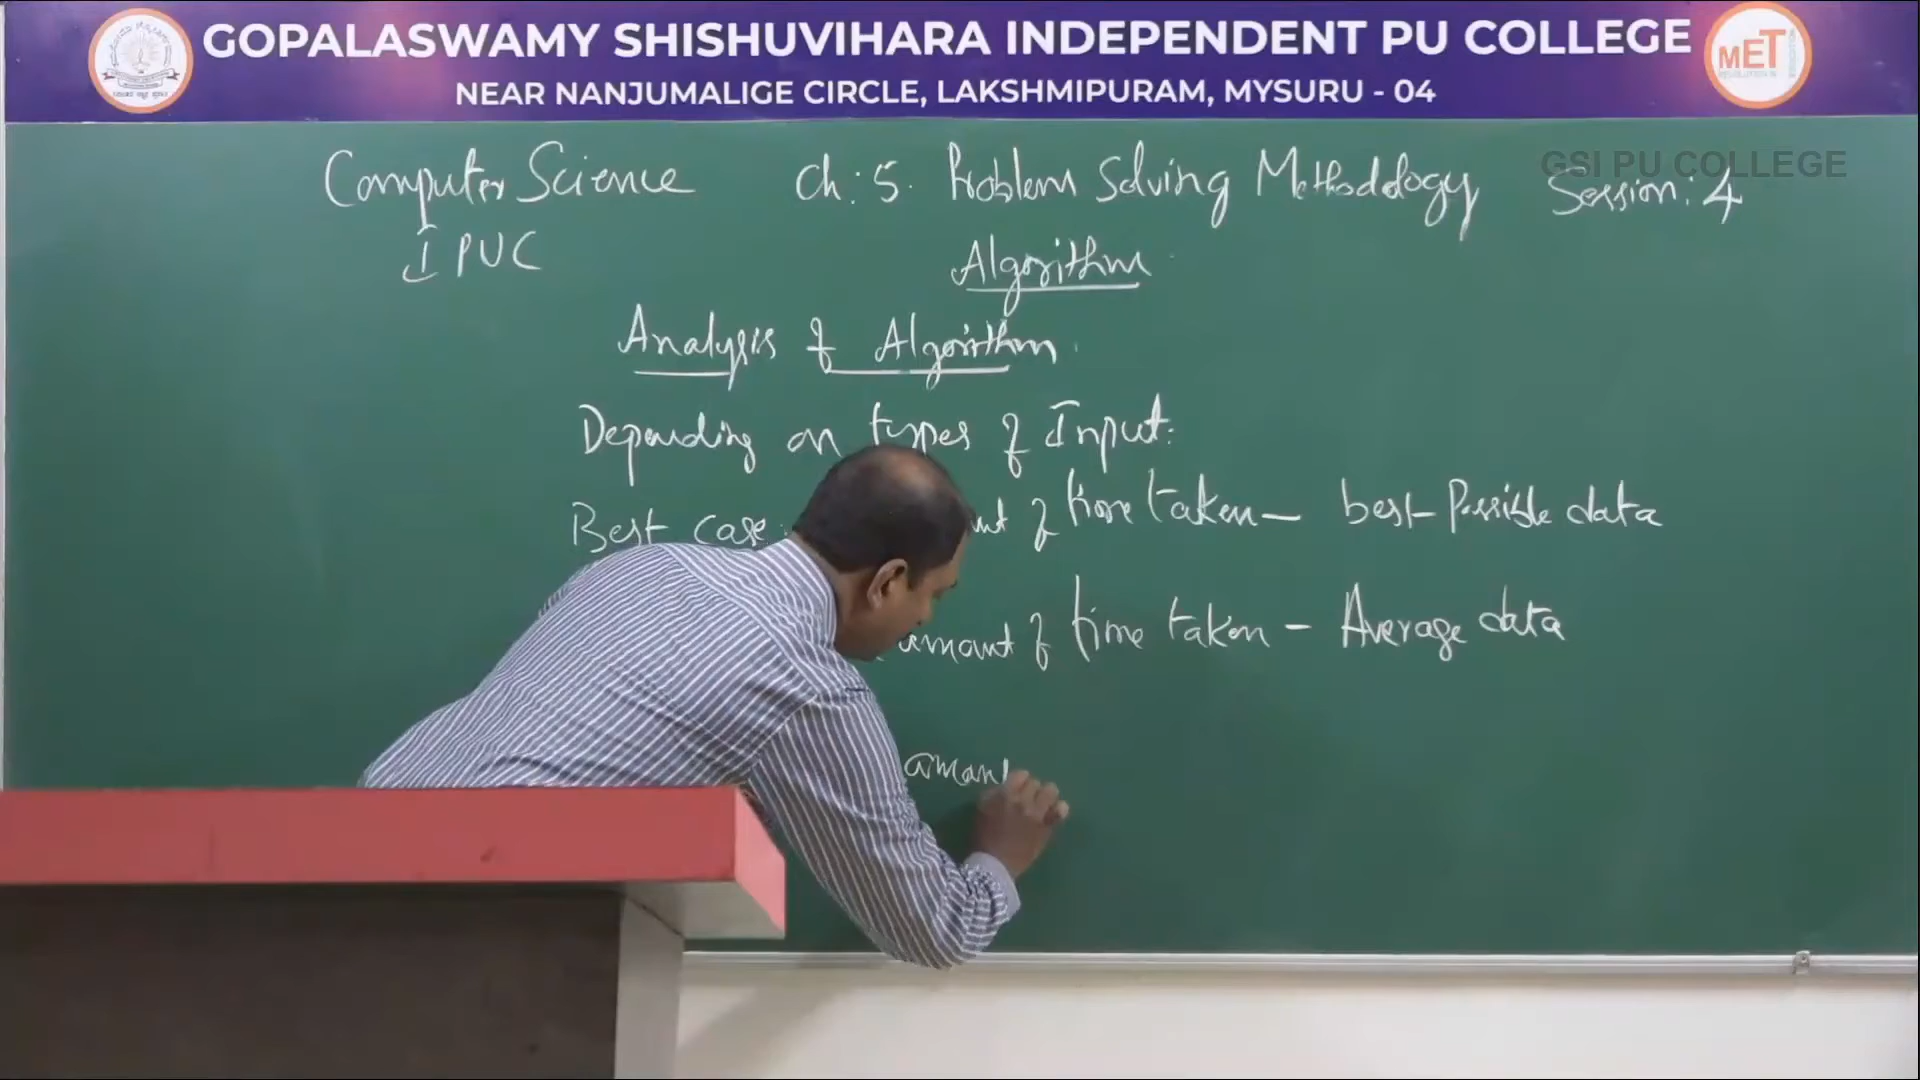 GOPALASWAMY SHISHUVIHARA INDEPENDENT PU COLLEGE
NEAR NANJUMALIGE CIRCLE, LAKSHMIPURAM, MYSURU - 04
MET
GSI PU COLLEGE
Computer Science Ch: 5. Problem Solving Methodology Session: 4
I PUC
Algorithm
Analysis of Algorithm.
Depending on types of Input:
Best case: of time taken — best possible data
amount of time taken — Average data